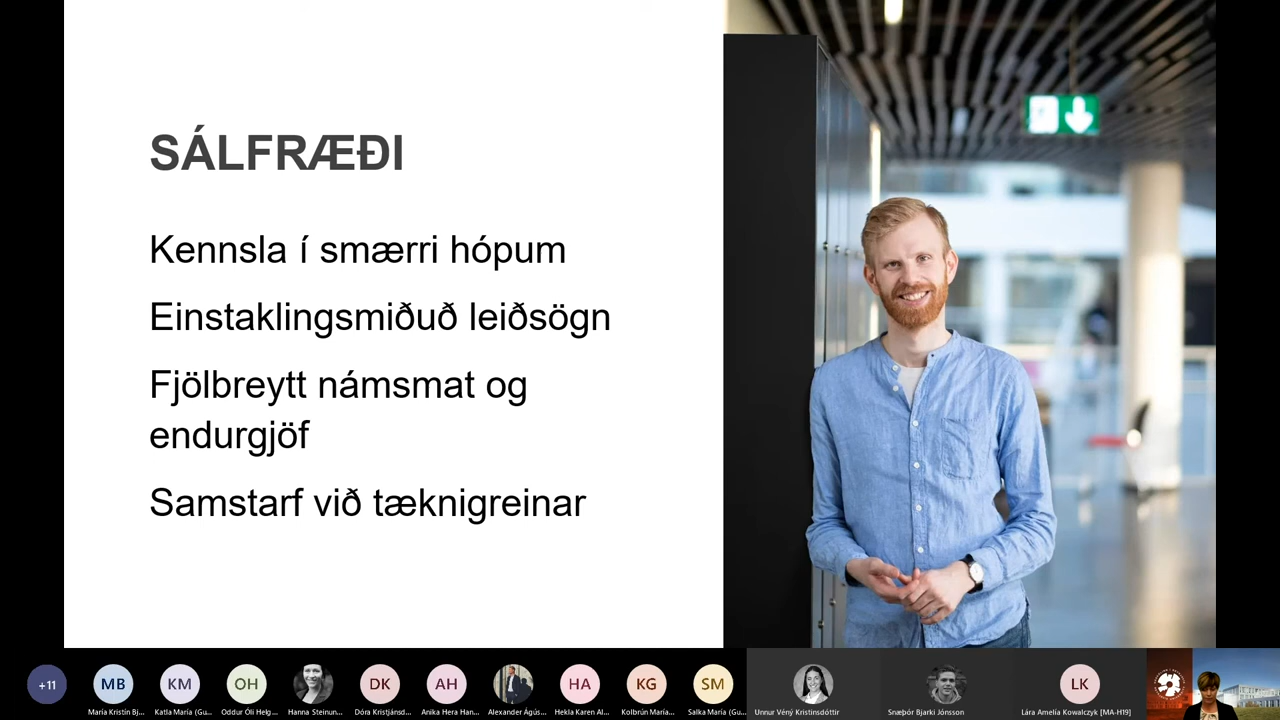 SÁLFRÆÐI
Kennsla í smærri hópum
Einstaklingsmiðuð leiðsögn
Fjölbreytt námsmat og
endurgjöf
Samstarf við tæknigreinar
+11
MB
KM
OH
DK
AH
HA
KG
SM
LK
María Kristín Bj...
Katla María (Gu...
Oddur Óli Helg...
Hanna Steinun...
Dóra Kristjánsd...
Anika Hera Han...
Alexander Ágús...
Hekla Karen Al...
Kolbrún María...
Salka María (Gu...
Unnur Véný Kristinsdóttir
Snæþór Bjarki Jónsson
Lára Amelía Kowalczyk [MA-H19]